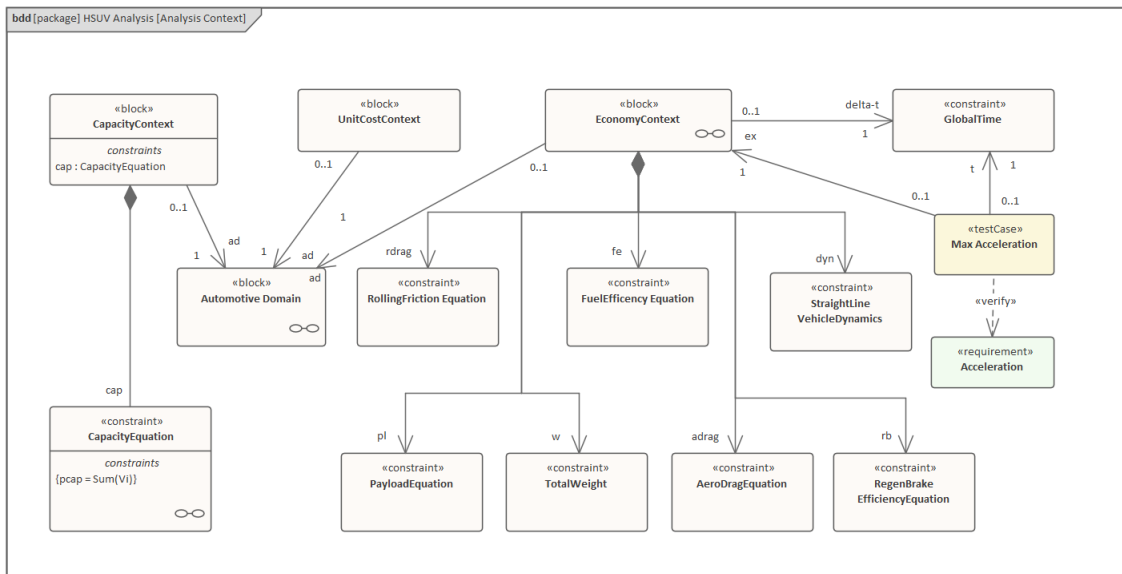 bdd [package] HSUV Analysis [Analysis Context]
«block»
CapacityContext
constraints
cap : CapacityEquation
«block»
UnitCostContext
«block»
EconomyContext
«constraint»
GlobalTime
0..1
delta-t
1
ex
1
0..1
t
1
0..1
0..1
0..1
0..1
1
ad
1
1
ad
ad
«block»
Automotive Domain
rdrag
«constraint»
RollingFriction Equation
fe
«constraint»
FuelEfficency Equation
dyn
«constraint»
StraightLine
VehicleDynamics
«testCase»
Max Acceleration
«verify»
«requirement»
Acceleration
cap
«constraint»
CapacityEquation
constraints
{pcap = Sum(Vi)}
pl
«constraint»
PayloadEquation
w
«constraint»
TotalWeight
adrag
«constraint»
AeroDragEquation
rb
«constraint»
RegenBrake
EfficiencyEquation